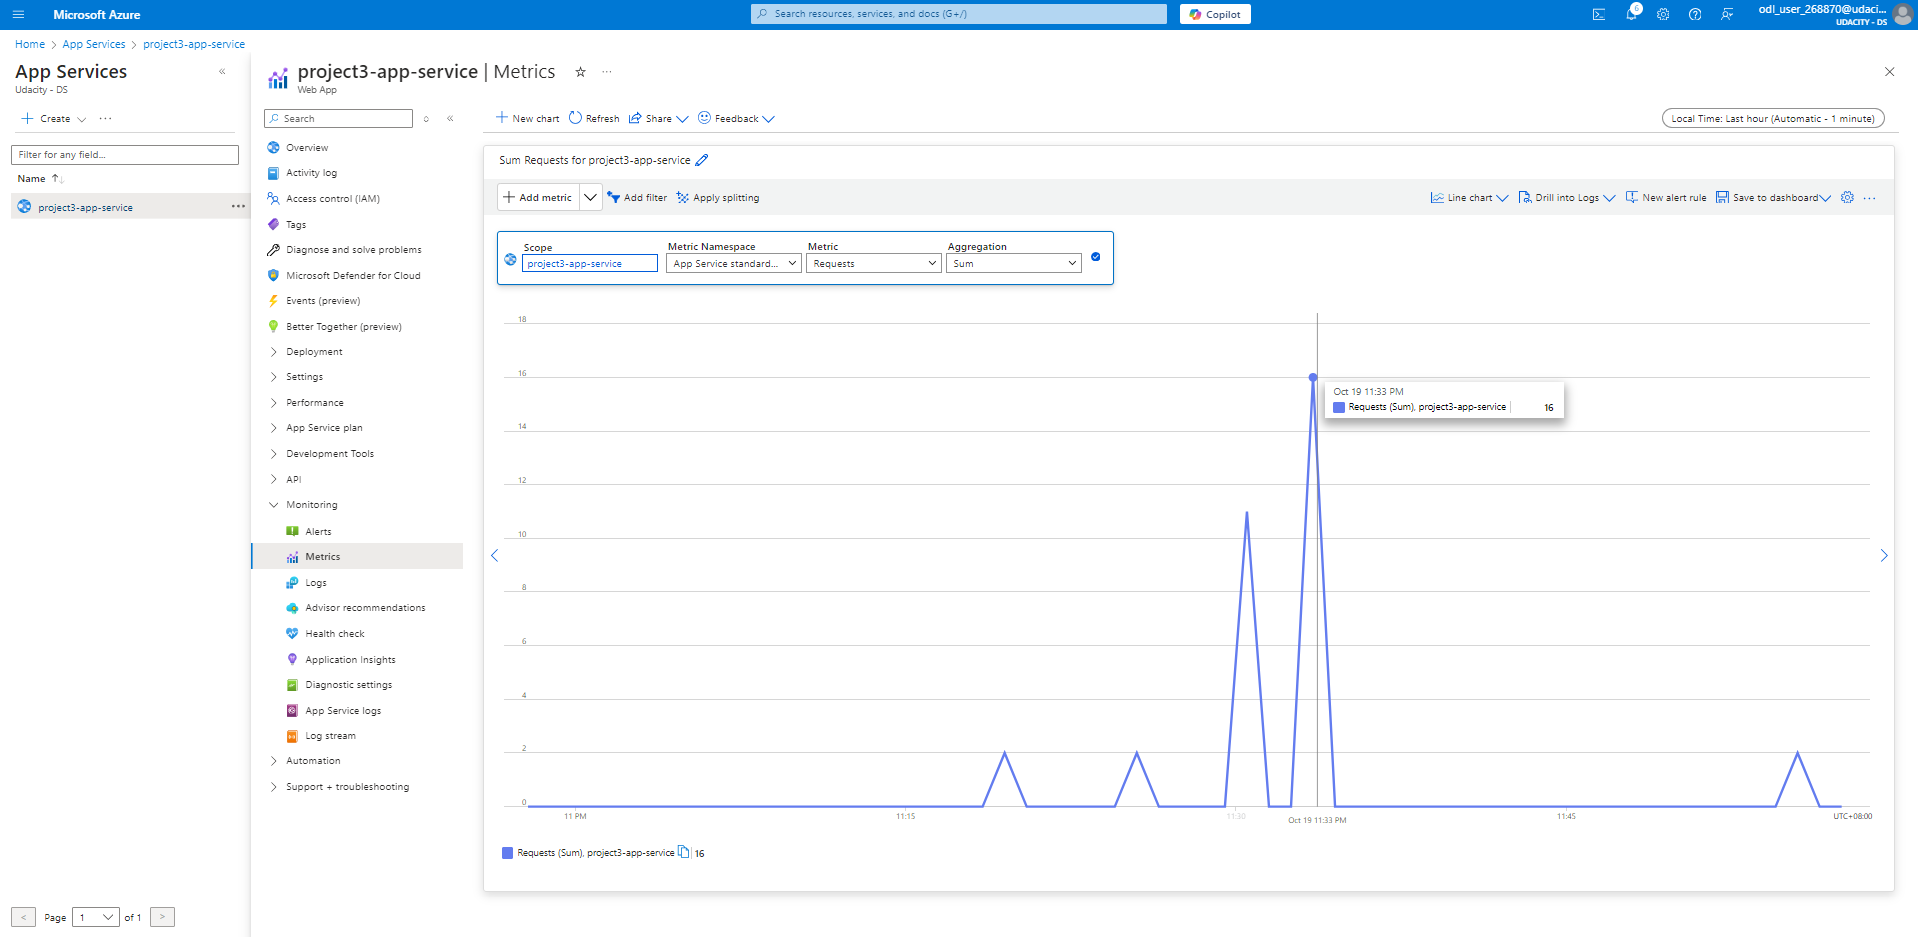 Microsoft Azure
Search resources, services, and docs (G+/)
Copilot
6
odl_user_268870@udaci...
UDACITY - DS
Home > App Services > project3-app-service
App Services
Udacity - DS
Create
Filter for any field...
Name
project3-app-service
< Page 1 of 1 >
project3-app-service | Metrics
Web App
Search
Overview
Activity log
Access control (IAM)
Tags
Diagnose and solve problems
Microsoft Defender for Cloud
Events (preview)
Better Together (preview)
Deployment
Settings
Performance
App Service plan
Development Tools
API
Monitoring
Alerts
Metrics
Logs
Advisor recommendations
Health check
Application Insights
Diagnostic settings
App Service logs
Log stream
Automation
Support + troubleshooting
New chart Refresh Share Feedback
Local Time: Last hour (Automatic - 1 minute)
Sum Requests for project3-app-service
Add metric Add filter Apply splitting
Line chart Drill into Logs New alert rule Save to dashboard
Scope Metric Namespace Metric Aggregation
project3-app-service App Service standard... Requests Sum
18
16
14
12
10
8
6
4
2
0
Oct 19 11:33 PM
Requests (Sum), project3-app-service 16
11 PM 11:15 11:30 Oct 19 11:33 PM 11:45 UTC+08:00
Requests (Sum), project3-app-service 16